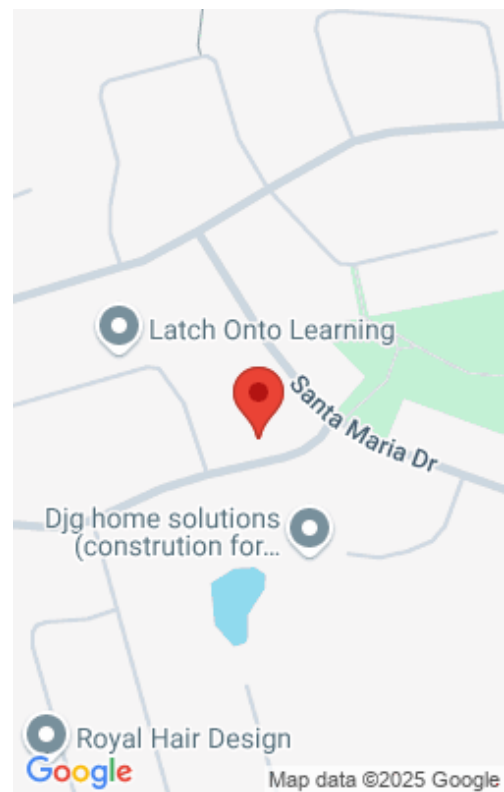 Latch Onto Learning
Santa Maria Dr
Djg home solutions
(constrution for...
Royal Hair Design
Google
Map data ©2025 Google